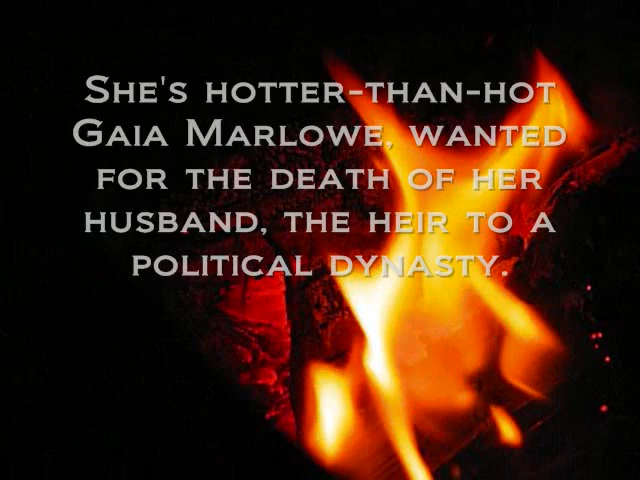 She's hotter-than-hot
Gaia Marlowe, wanted
for the death of her
husband, the heir to a
political dynasty.